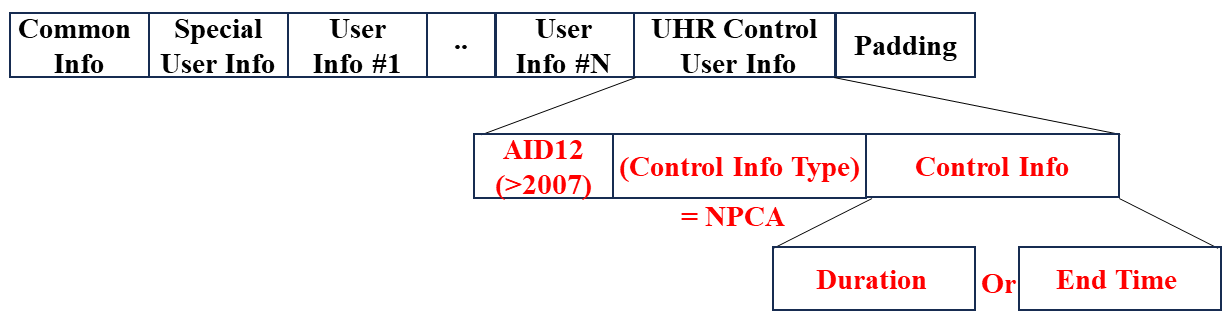 Common Info
Special User Info
User Info #1
..
User Info #N
UHR Control User Info
Padding
AID12 (>2007)
(Control Info Type)
= NPCA
Control Info
Duration
Or
End Time